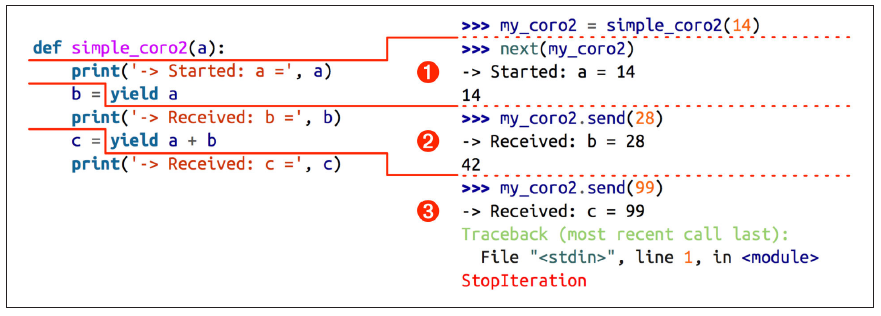 def simple_coro2(a):
    print('-> Started: a =', a)
    b = yield a
    print('-> Received: b =', b)
    c = yield a + b
    print('-> Received: c =', c)
>>> my_coro2 = simple_coro2(14)
>>> next(my_coro2)
1
-> Started: a = 14
14
>>> my_coro2.send(28)
2
-> Received: b = 28
42
>>> my_coro2.send(99)
3
-> Received: c = 99
Traceback (most recent call last):
  File "<stdin>", line 1, in <module>
StopIteration